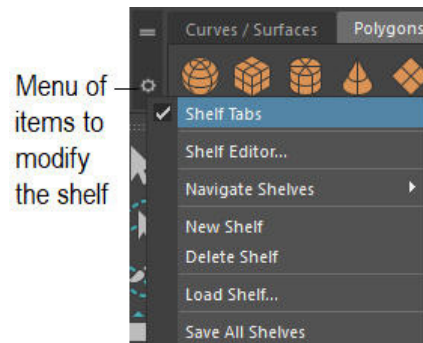 Curves / Surfaces Polygons
Menu of
items to
modify
the shelf
Shelf Tabs
Shelf Editor...
Navigate Shelves
New Shelf
Delete Shelf
Load Shelf...
Save All Shelves